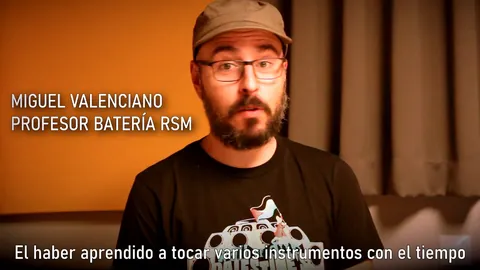 MIGUEL VALENCIANO
PROFESOR BATERÍA RSM
El haber aprendido a tocar varios instrumentos con el tiempo